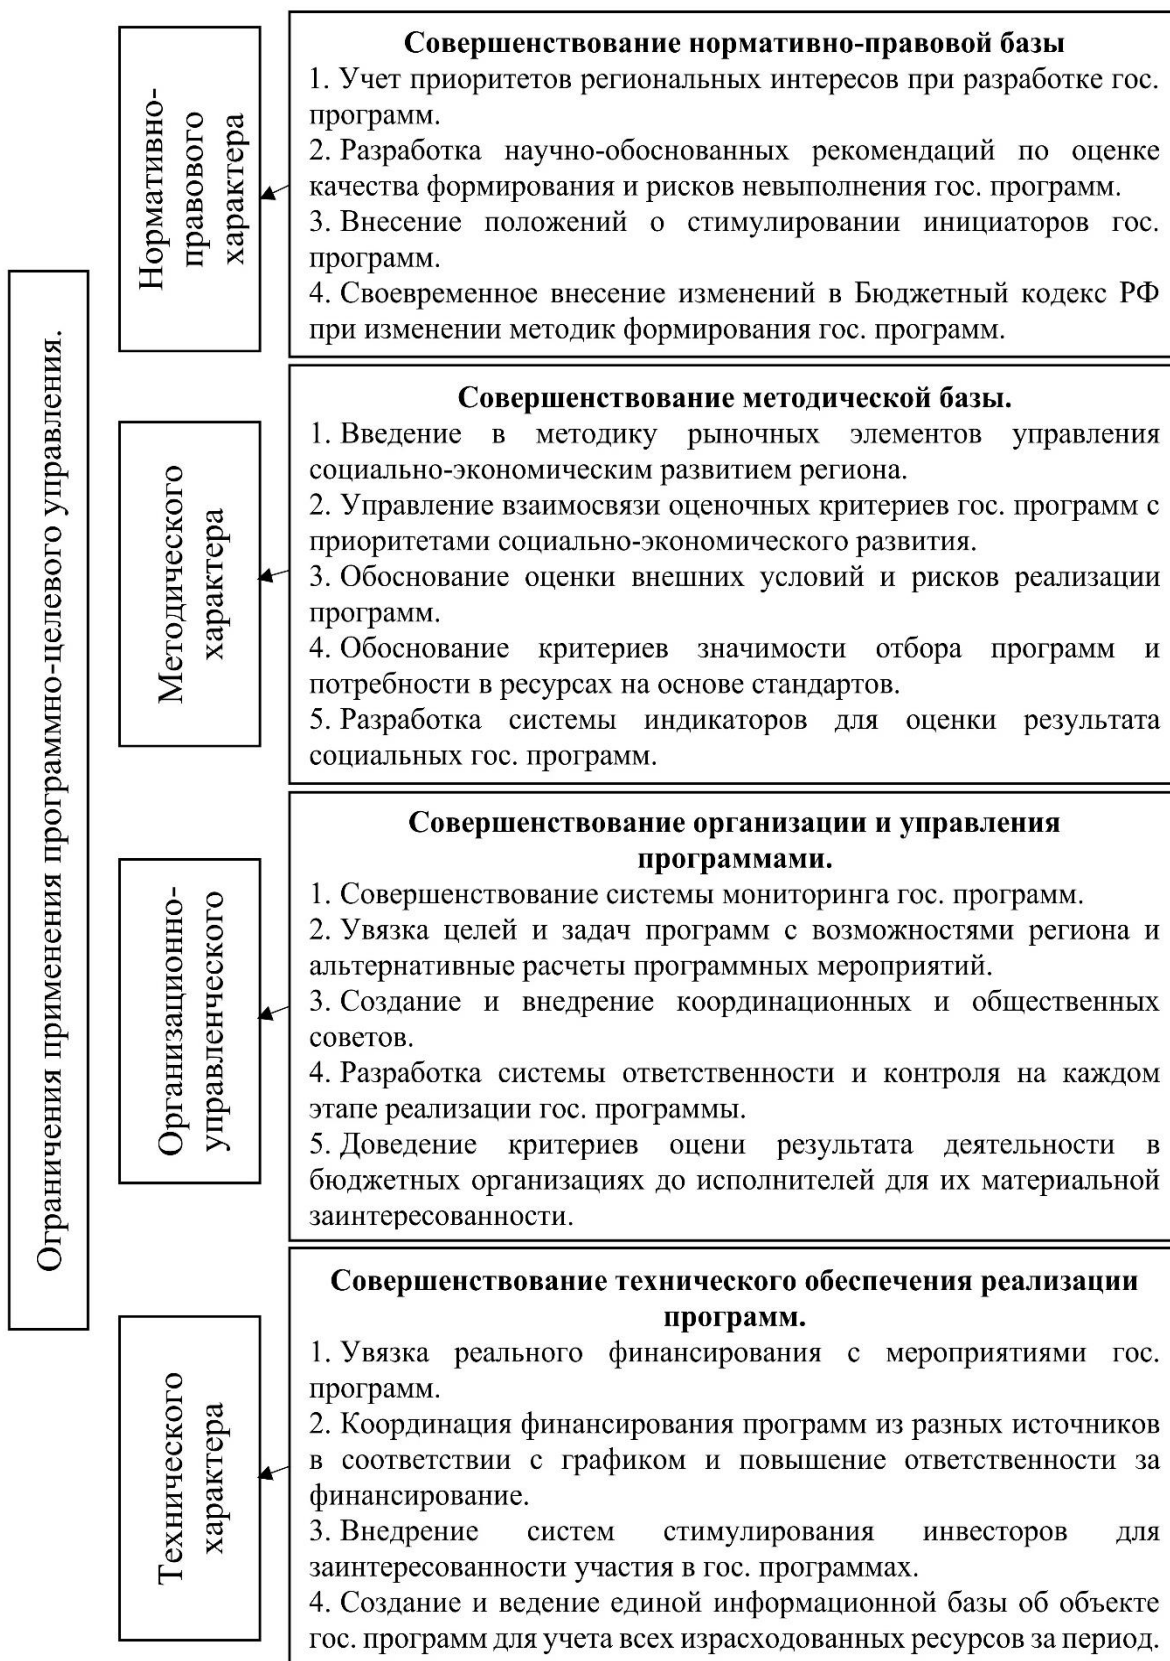 Ограничения применения программно-целевого управления.
Нормативно-
правового
характера
Совершенствование нормативно-правовой базы
1. Учет приоритетов региональных интересов при разработке гос.
программ.
2. Разработка научно-обоснованных рекомендаций по оценке
качества формирования и рисков невыполнения гос. программ.
3. Внесение положений о стимулировании инициаторов гос.
программ.
4. Своевременное внесение изменений в Бюджетный кодекс РФ
при изменении методик формирования гос. программ.
Методического
характера
Совершенствование методической базы.
1. Введение в методику рыночных элементов управления
социально-экономическим развитием региона.
2. Управление взаимосвязи оценочных критериев гос. программ с
приоритетами социально-экономического развития.
3. Обоснование оценки внешних условий и рисков реализации
программ.
4. Обоснование критериев значимости отбора программ и
потребности в ресурсах на основе стандартов.
5. Разработка системы индикаторов для оценки результата
социальных гос. программ.
Организационно-
управленческого
Совершенствование организации и управления
программами.
1. Совершенствование системы мониторинга гос. программ.
2. Увязка целей и задач программ с возможностями региона и
альтернативные расчеты программных мероприятий.
3. Создание и внедрение координационных и общественных
советов.
4. Разработка системы ответственности и контроля на каждом
этапе реализации гос. программы.
5. Доведение критериев оцени результата деятельности в
бюджетных организациях до исполнителей для их материальной
заинтересованности.
Технического
характера
Совершенствование технического обеспечения реализации
программ.
1. Увязка реального финансирования с мероприятиями гос.
программ.
2. Координация финансирования программ из разных источников
в соответствии с графиком и повышение ответственности за
финансирование.
3. Внедрение систем стимулирования инвесторов для
заинтересованности участия в гос. программах.
4. Создание и ведение единой информационной базы об объекте
гос. программ для учета всех израсходованных ресурсов за период.